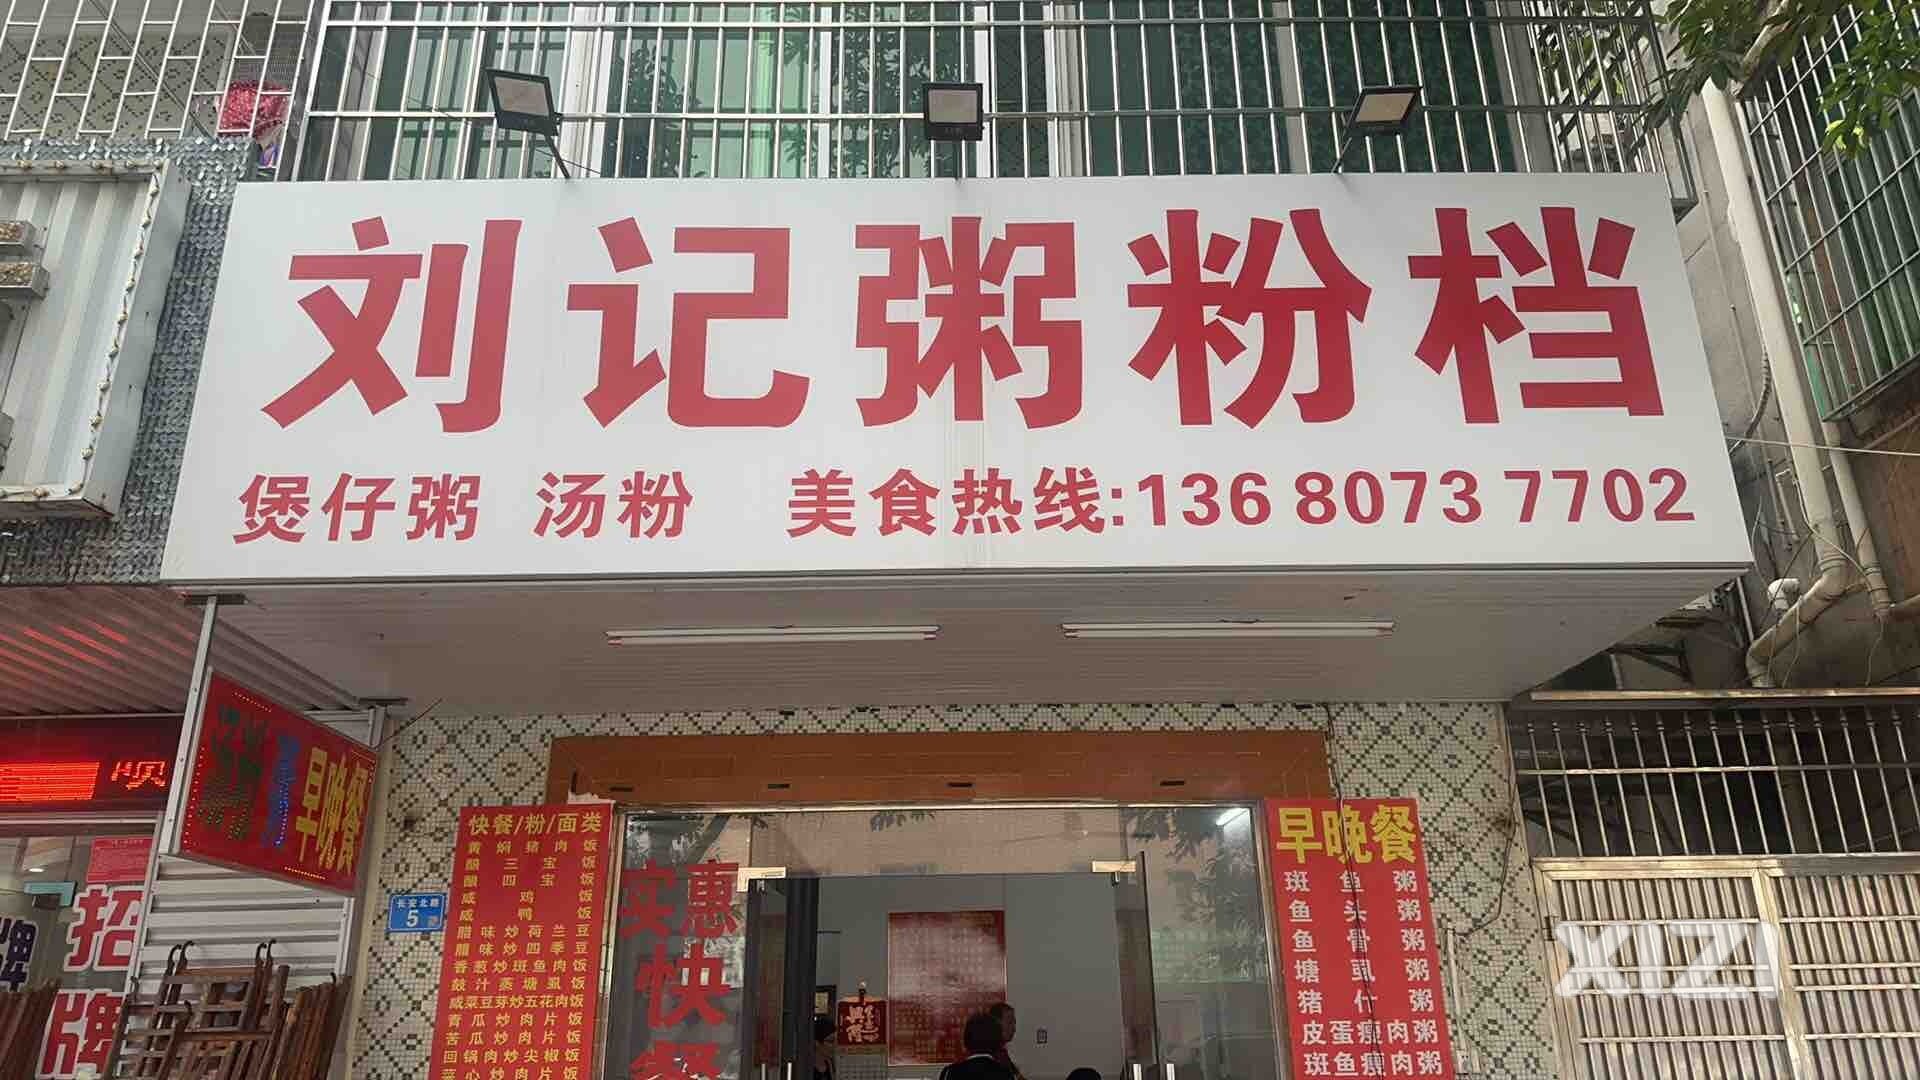 刘记粥粉档
煲仔粥 汤粉 美食热线:136 8073 7702
早晚餐
招牌
长安北路
5
快餐/粉/面类
黄焖猪肉饭
酿三宝饭
酿四宝饭
咸鸡饭
咸鸭饭
腊味炒荷兰豆
腊味炒四季豆
香葱炒斑鱼肉饭
豉汁蒸塘虱饭
咸菜豆芽炒五花肉饭
青瓜炒肉片饭
苦瓜炒肉片饭
回锅肉炒尖椒饭
菜心炒肉片饭
实惠
快
餐
早晚餐
斑鱼粥
鱼头粥
鱼骨粥
塘虱粥
猪什粥
皮蛋瘦肉粥
斑鱼瘦肉粥
XIZI